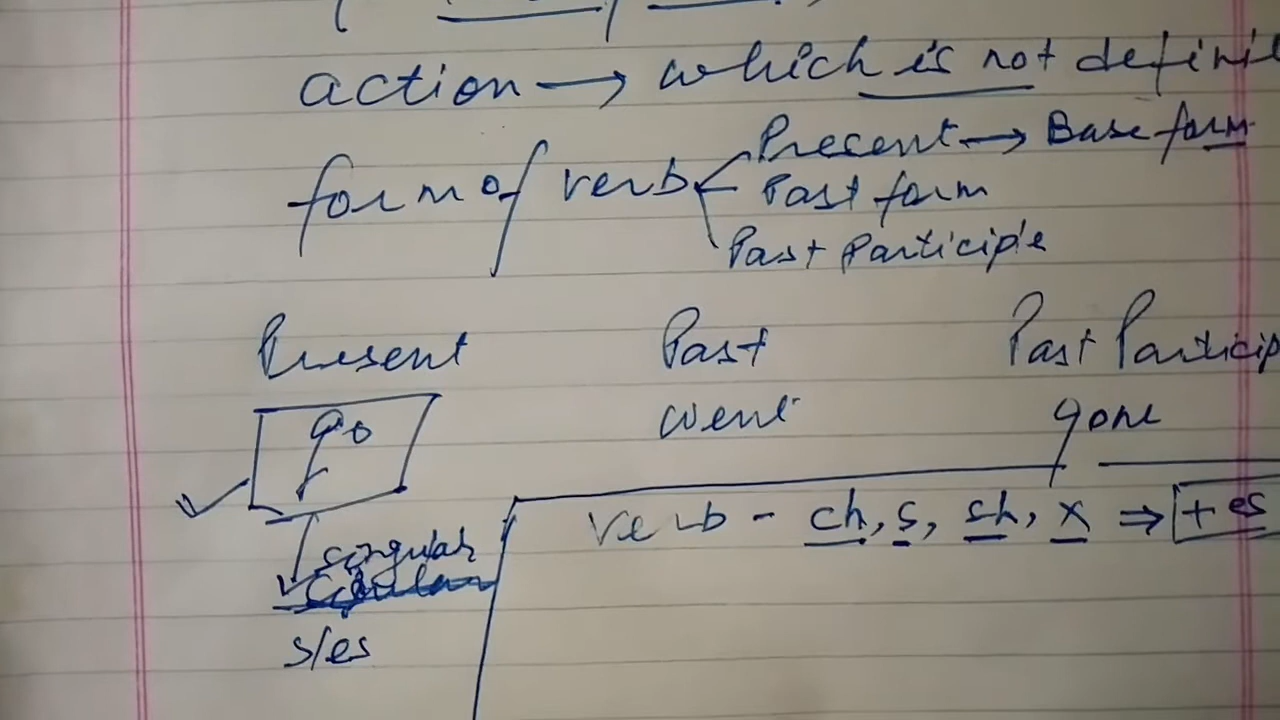 action → which is not definit
form of verb Present → Base form
Past form
Past Participle
Present Past Past Particip
go went gone
verb - ch, s, sh, x ⇒ + es
singular
s/es